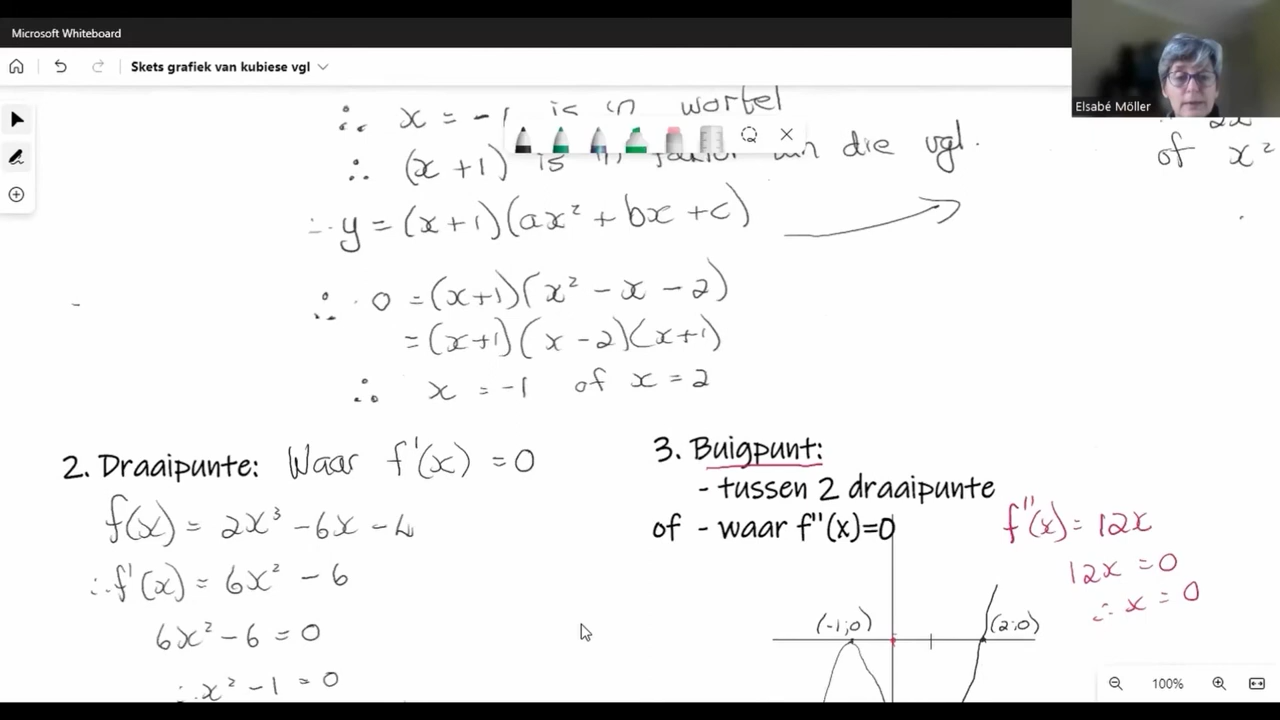 Microsoft Whiteboard
Skets grafiek van kubiese vgl
Elsabé Möller
∴ x = -1 is 'n wortel
∴ (x+1) is 'n faktor van die vgl.
of x²
∴ y = (x+1)(ax² + bx + c)
∴ 0 = (x+1)(x² - x - 2)
= (x+1)(x - 2)(x+1)
∴ x = -1 of x = 2
2. Draaipunte: Waar f'(x) = 0
f(x) = 2x³ - 6x - 4
∴ f'(x) = 6x² - 6
6x² - 6 = 0
∴ x² - 1 = 0
3. Buigpunt:
- tussen 2 draaipunte
of - waar f"(x)=0
f"(x) = 12x
12x = 0
∴ x = 0
(-1;0)
(2;0)
100%